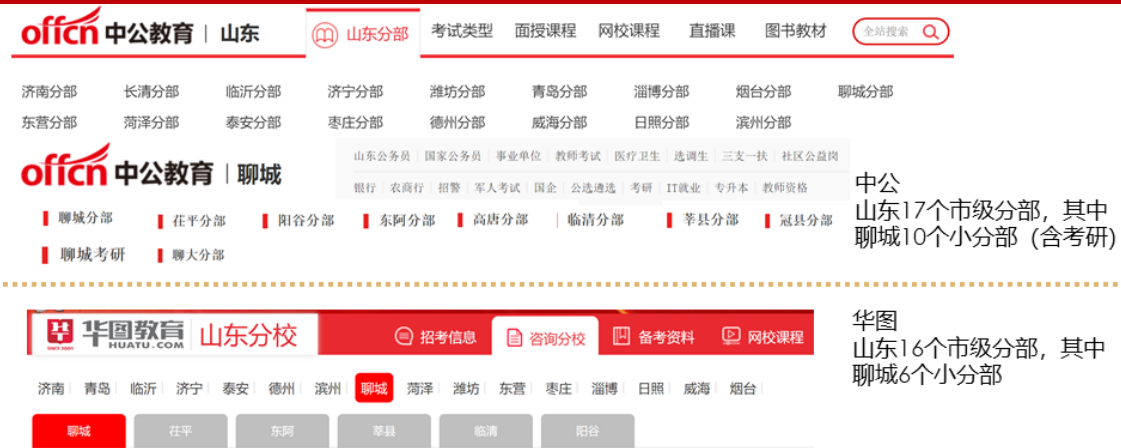 offcn 中公教育 | 山东 山东分部 考试类型 面授课程 网校课程 直播课 图书教材 全站搜索
济南分部 长清分部 临沂分部 济宁分部 潍坊分部 青岛分部 淄博分部 烟台分部 聊城分部
东营分部 菏泽分部 泰安分部 枣庄分部 德州分部 威海分部 日照分部 滨州分部
offcn 中公教育 | 聊城
山东公务员 国家公务员 事业单位 教师考试 医疗卫生 选调生 三支一扶 社区公益岗
银行 农商行 招警 军人考试 国企 公选遴选 考研 IT就业 专升本 教师资格
聊城分部 茌平分部 阳谷分部 东阿分部 高唐分部 临清分部 莘县分部 冠县分部
聊城考研 聊大分部
中公
山东17个市级分部，其中
聊城10个小分部（含考研)
华图教育 山东分校 招考信息 咨询分校 备考资料 网校课程
HUATU.COM
济南 青岛 临沂 济宁 泰安 德州 滨州 聊城 菏泽 潍坊 东营 枣庄 淄博 日照 威海 烟台
聊城 茌平 东阿 莘县 临清 阳谷
华图
山东16个市级分部，其中
聊城6个小分部